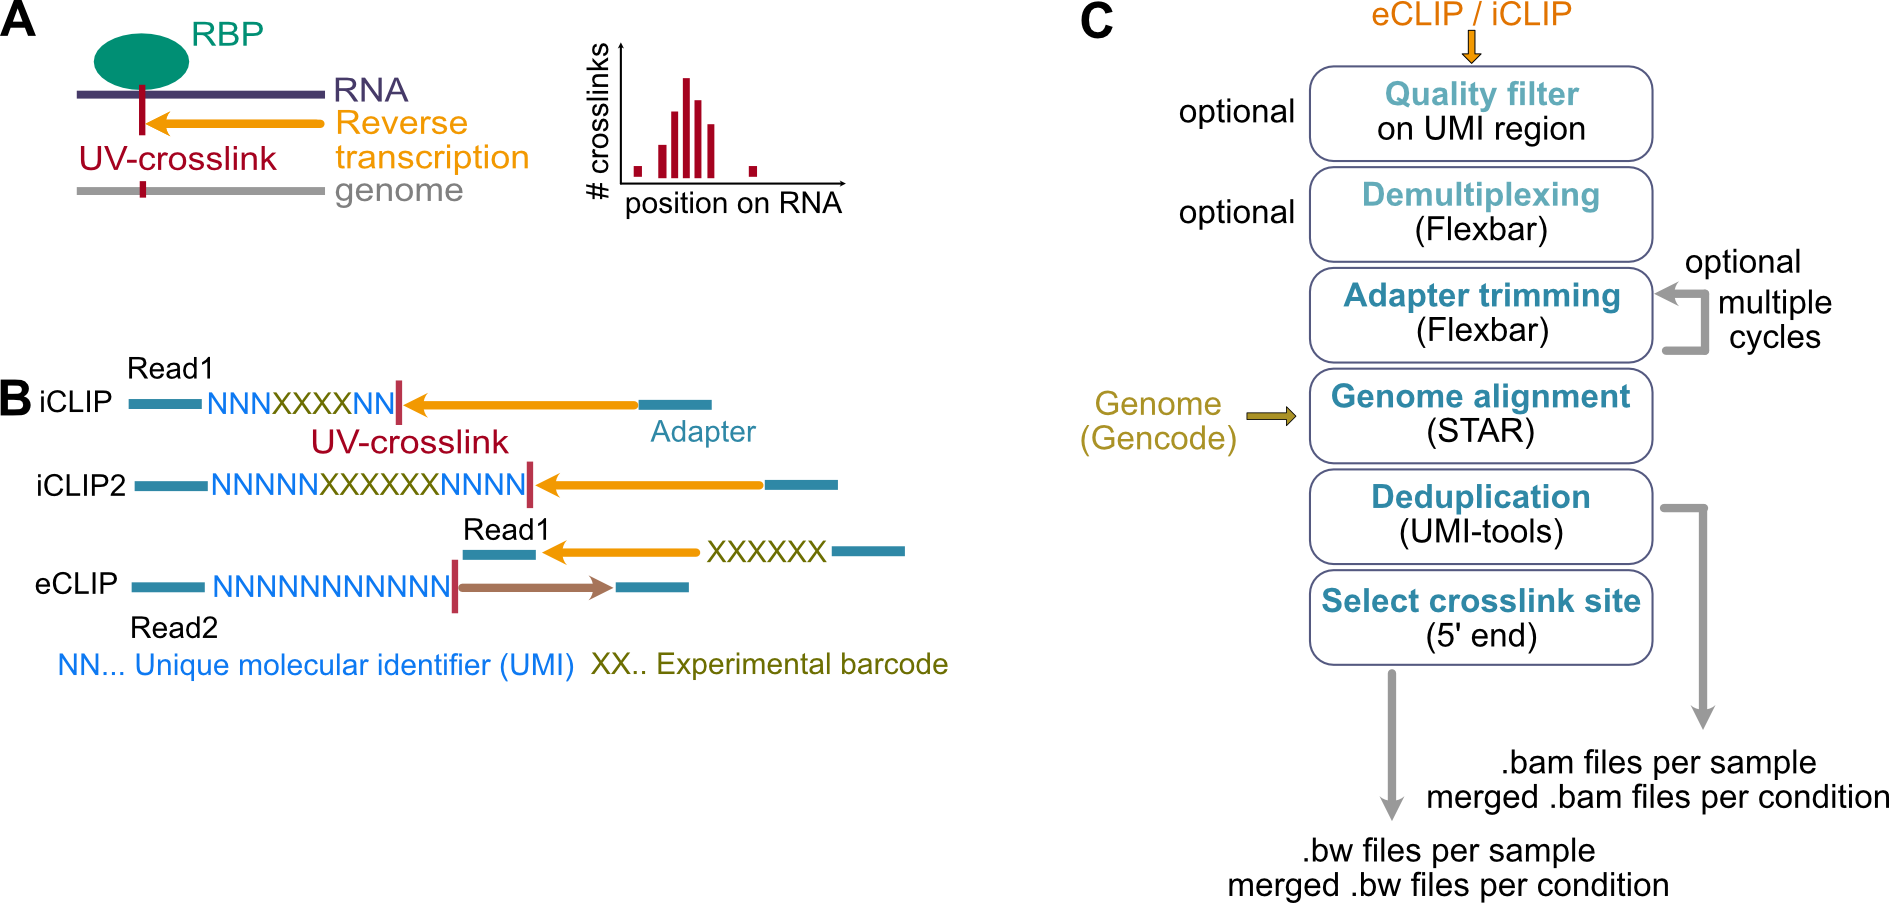 A
RBP
RNA
Reverse
transcription
UV-crosslink
genome
# crosslinks
position on RNA
B
Read1
iCLIP
NNNXXXXNN
UV-crosslink
Adapter
iCLIP2
NNNNNXXXXXXNNNN
Read1
XXXXXX
eCLIP
NNNNNNNNNNN
Read2
NN... Unique molecular identifier (UMI)
XX.. Experimental barcode
C
eCLIP / iCLIP
optional
Quality filter
on UMI region
optional
Demultiplexing
(Flexbar)
Adapter trimming
(Flexbar)
optional
multiple
cycles
Genome
(Gencode)
Genome alignment
(STAR)
Deduplication
(UMI-tools)
Select crosslink site
(5' end)
.bam files per sample
merged .bam files per condition
.bw files per sample
merged .bw files per condition